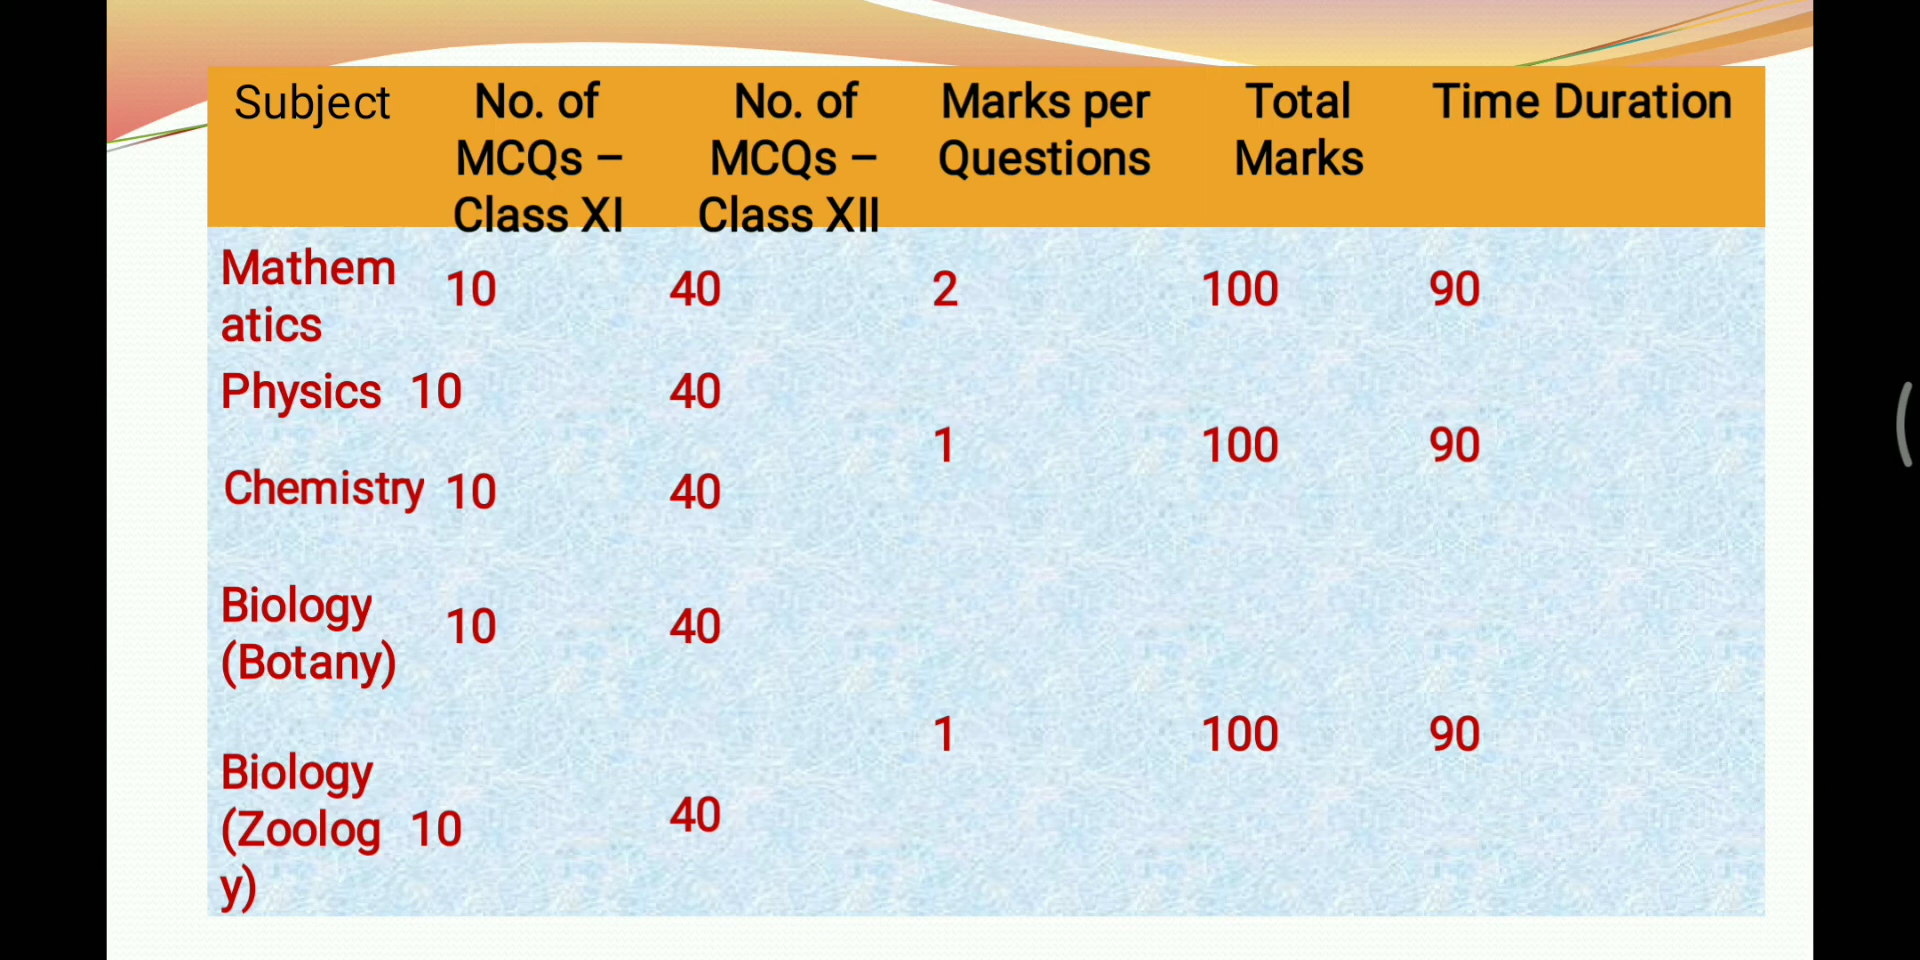 Subject No. of MCQs – Class XI No. of MCQs – Class XII Marks per Questions Total Marks Time Duration
Mathem
atics 10 40 2 100 90
Physics 10 40
1 100 90
Chemistry 10 40
Biology
(Botany) 10 40
1 100 90
Biology
(Zoolog 10 40
y)